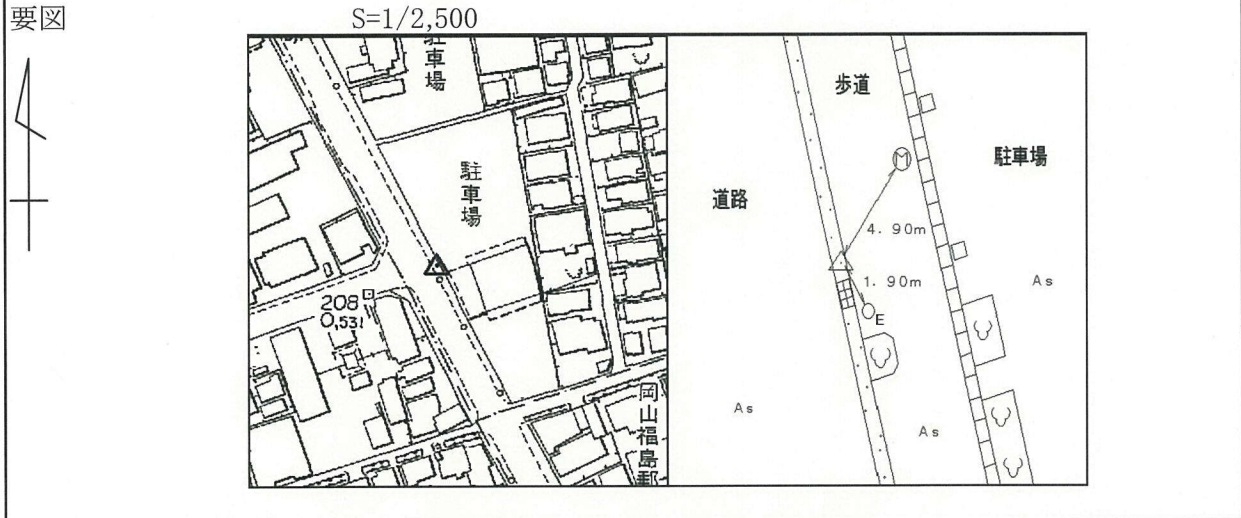 要図
S=1/2,500
駐車場
駐車場
208
0,531
岡山福島郵
歩道
道路
駐車場
M
4.90m
1.90m
E
As
As
As